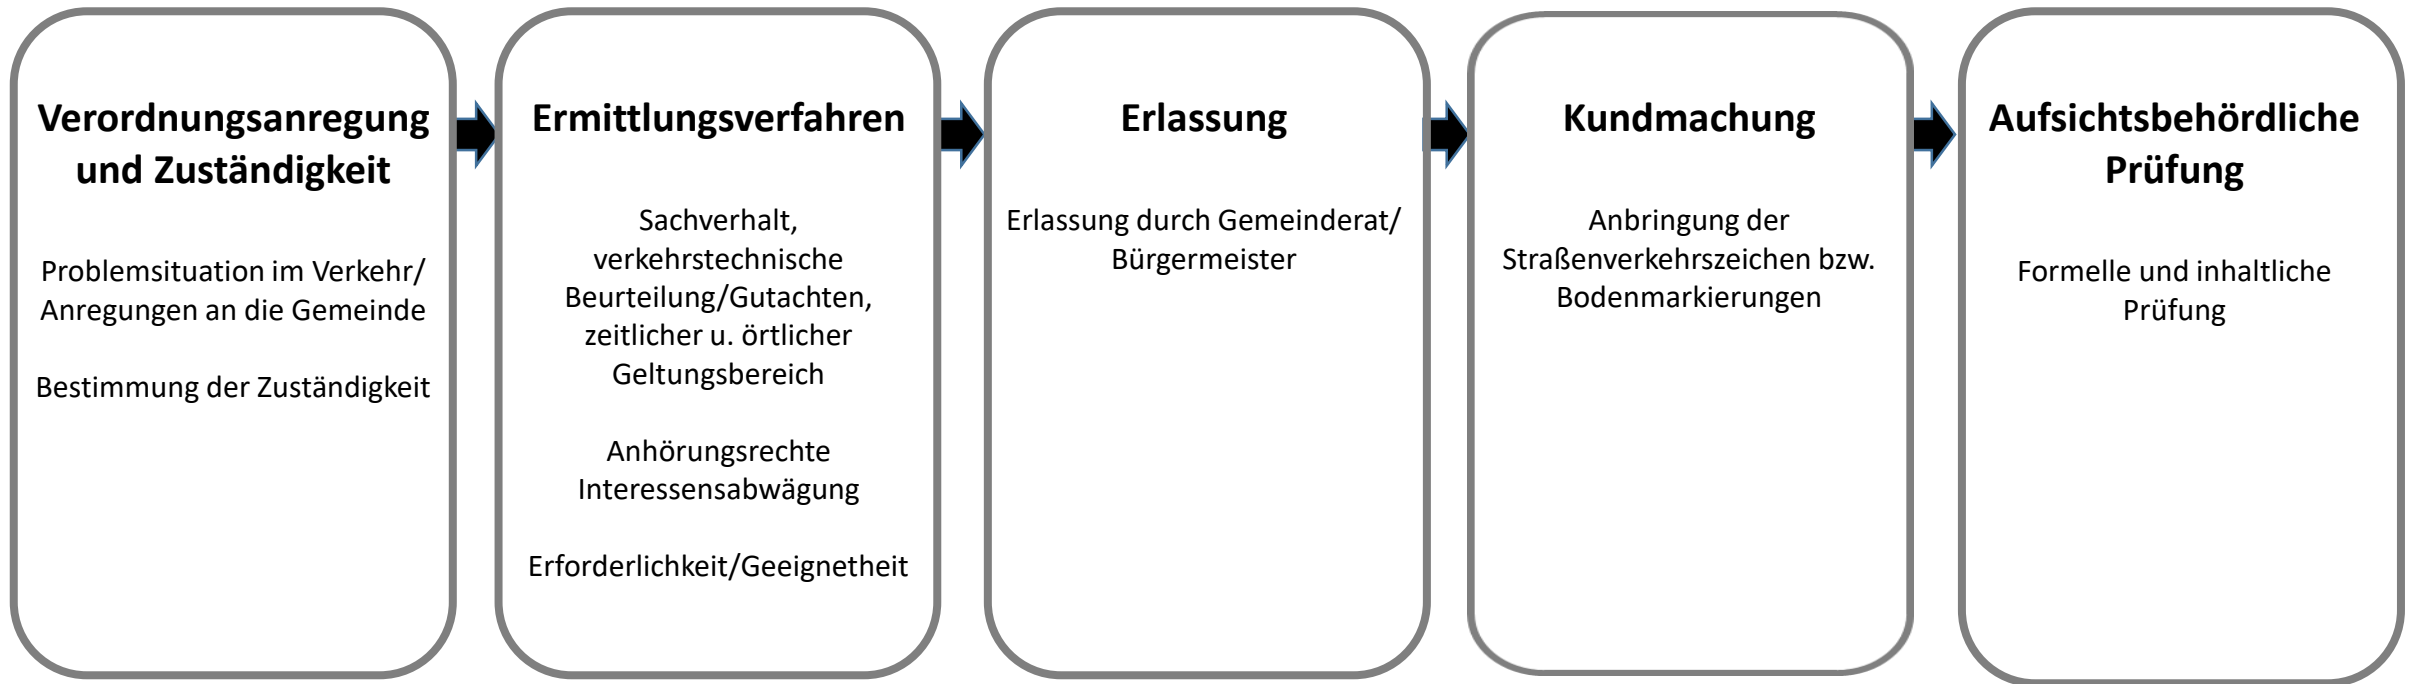 Verordnungsanregung
und Zuständigkeit
Problemsituation im Verkehr/
Anregungen an die Gemeinde
Bestimmung der Zuständigkeit
Ermittlungsverfahren
Sachverhalt,
verkehrstechnische
Beurteilung/Gutachten,
zeitlicher u. örtlicher
Geltungsbereich
Anhörungsrechte
Interessensabwägung
Erforderlichkeit/Geeignetheit
Erlassung
Erlassung durch Gemeinderat/
Bürgermeister
Kundmachung
Anbringung der
Straßenverkehrszeichen bzw.
Bodenmarkierungen
Aufsichtsbehördliche
Prüfung
Formelle und inhaltliche
Prüfung